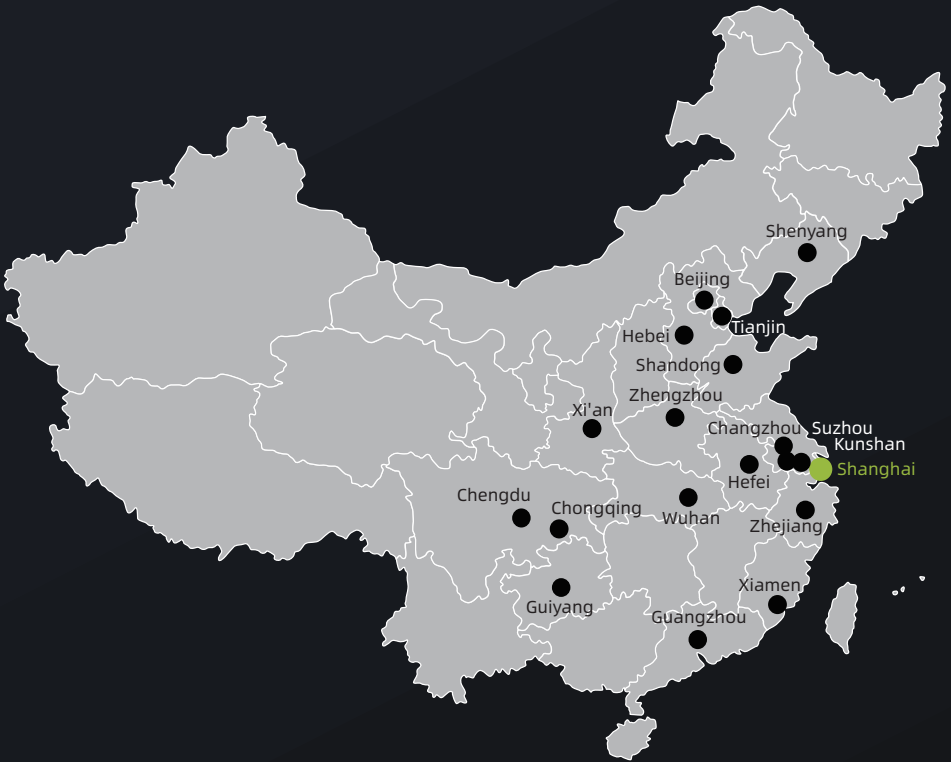 Shenyang
Beijing
Tianjin
Hebei
Shandong
Zhengzhou
Xi'an
Changzhou
Suzhou
Kunshan
Shanghai
Hefei
Chengdu
Chongqing
Wuhan
Zhejiang
Xiamen
Guiyang
Guangzhou